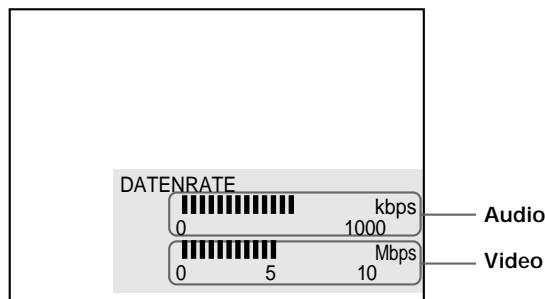 DATENRATE
kbps
0 1000
Audio
Mbps
0 5 10
Video